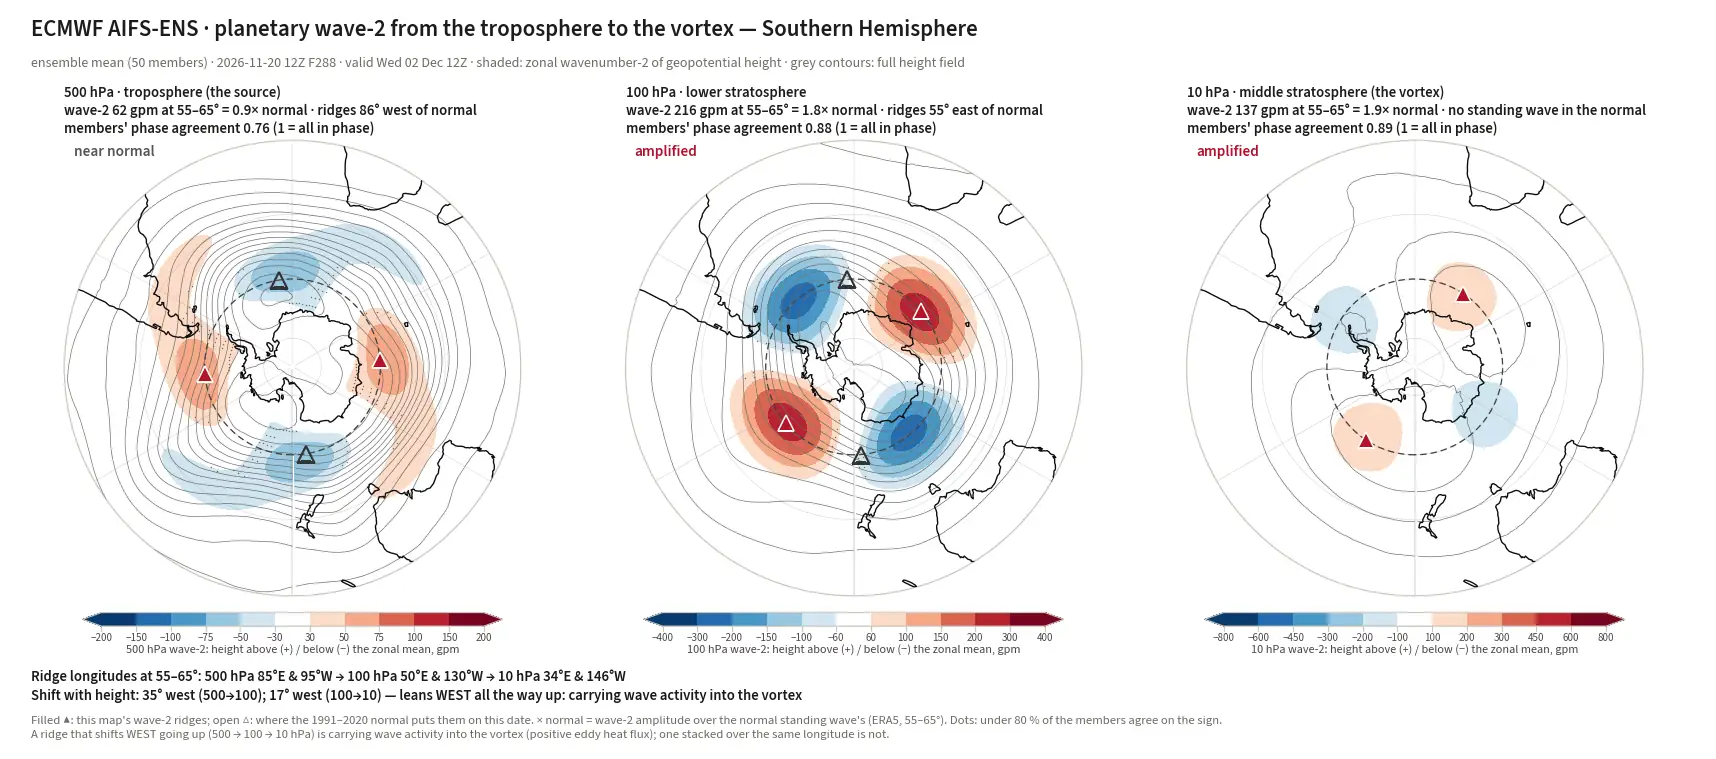 ECMWF AIFS-ENS · planetary wave-2 from the troposphere to the vortex — Southern Hemisphere
ensemble mean (50 members) · 2026-11-20 12Z F288 · valid Wed 02 Dec 12Z · shaded: zonal wavenumber-2 of geopotential height · grey contours: full height field
500 hPa · troposphere (the source)
wave-2 62 gpm at 55–65° = 0.9× normal · ridges 86° west of normal
members' phase agreement 0.76 (1 = all in phase)
near normal
100 hPa · lower stratosphere
wave-2 216 gpm at 55–65° = 1.8× normal · ridges 55° east of normal
members' phase agreement 0.88 (1 = all in phase)
amplified
10 hPa · middle stratosphere (the vortex)
wave-2 137 gpm at 55–65° = 1.9× normal · no standing wave in the normal
members' phase agreement 0.89 (1 = all in phase)
amplified
−200 −150 −100 −75 −50 −30 30 50 75 100 150 200
500 hPa wave-2: height above (+) / below (−) the zonal mean, gpm
−400 −300 −200 −150 −100 −60 60 100 150 200 300 400
100 hPa wave-2: height above (+) / below (−) the zonal mean, gpm
−800 −600 −450 −300 −200 −100 100 200 300 450 600 800
10 hPa wave-2: height above (+) / below (−) the zonal mean, gpm
Ridge longitudes at 55–65°: 500 hPa 85°E & 95°W → 100 hPa 50°E & 130°W → 10 hPa 34°E & 146°W
Shift with height: 35° west (500→100); 17° west (100→10) — leans WEST all the way up: carrying wave activity into the vortex
Filled ▲: this map's wave-2 ridges; open △: where the 1991–2020 normal puts them on this date. × normal = wave-2 amplitude over the normal standing wave's (ERA5, 55–65°). Dots: under 80 % of the members agree on the sign.
A ridge that shifts WEST going up (500 → 100 → 10 hPa) is carrying wave activity into the vortex (positive eddy heat flux); one stacked over the same longitude is not.